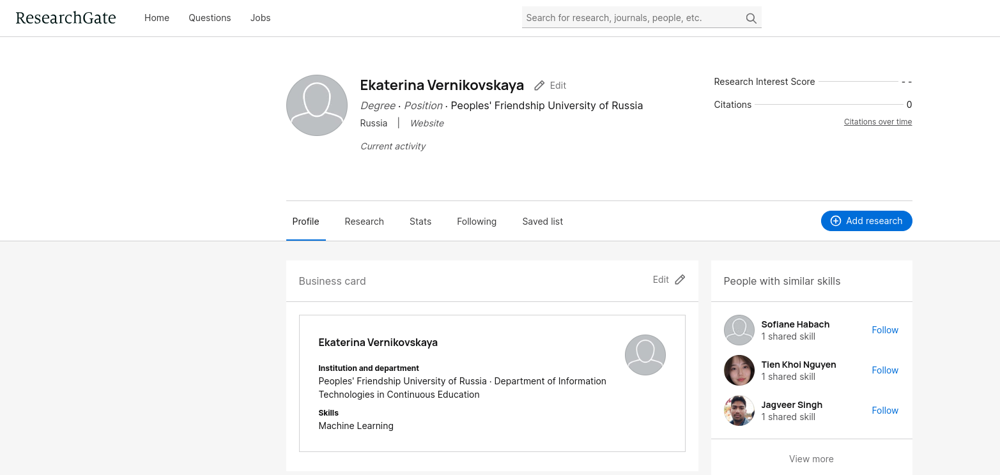 ResearchGate Home Questions Jobs Search for research, journals, people, etc.
Ekaterina Vernikovskaya Edit
Degree · Position · Peoples' Friendship University of Russia
Russia | Website
Current activity
Research Interest Score - -
Citations 0
Citations over time
Profile Research Stats Following Saved list Add research
Business card Edit
Ekaterina Vernikovskaya
Institution and department
Peoples' Friendship University of Russia · Department of Information
Technologies in Continuous Education
Skills
Machine Learning
People with similar skills
Sofiane Habach
1 shared skill
Follow
Tien Khoi Nguyen
1 shared skill
Follow
Jagveer Singh
1 shared skill
Follow
View more